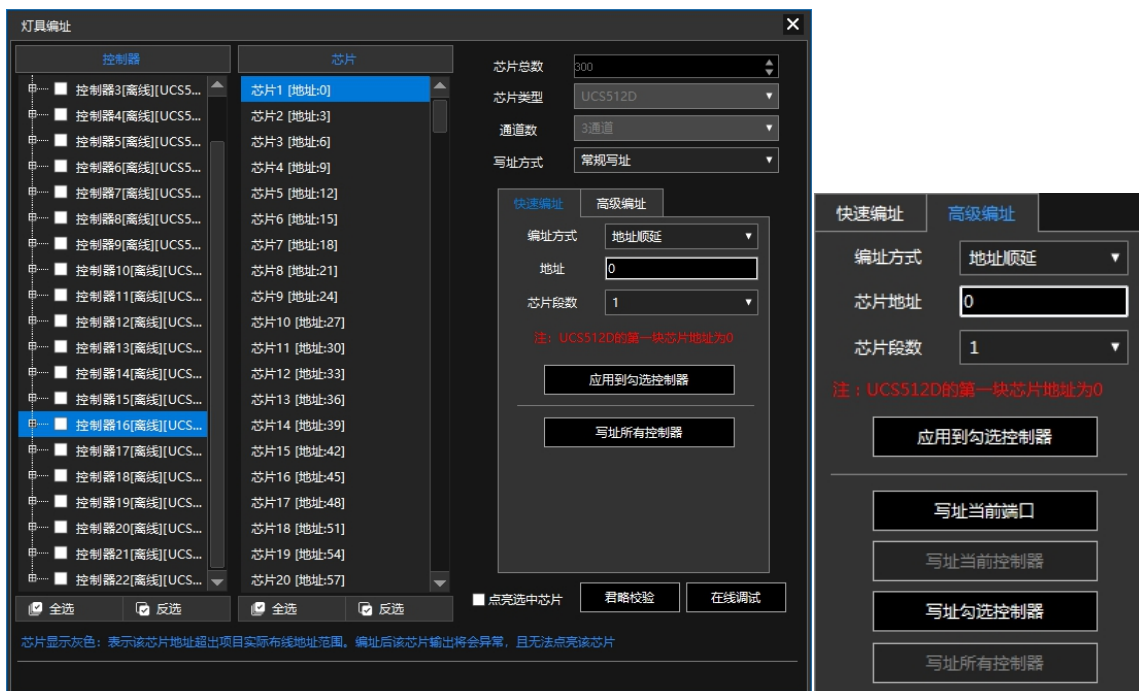 灯具编址
控制器
控制器3[离线][UCS5...
控制器4[离线][UCS5...
控制器5[离线][UCS5...
控制器6[离线][UCS5...
控制器7[离线][UCS5...
控制器8[离线][UCS5...
控制器9[离线][UCS5...
控制器10[离线][UCS...
控制器11[离线][UCS...
控制器12[离线][UCS...
控制器13[离线][UCS...
控制器14[离线][UCS...
控制器15[离线][UCS...
控制器16[离线][UCS...
控制器17[离线][UCS...
控制器18[离线][UCS...
控制器19[离线][UCS...
控制器20[离线][UCS...
控制器21[离线][UCS...
控制器22[离线][UCS...
全选 反选
芯片
芯片1 [地址:0]
芯片2 [地址:3]
芯片3 [地址:6]
芯片4 [地址:9]
芯片5 [地址:12]
芯片6 [地址:15]
芯片7 [地址:18]
芯片8 [地址:21]
芯片9 [地址:24]
芯片10 [地址:27]
芯片11 [地址:30]
芯片12 [地址:33]
芯片13 [地址:36]
芯片14 [地址:39]
芯片15 [地址:42]
芯片16 [地址:45]
芯片17 [地址:48]
芯片18 [地址:51]
芯片19 [地址:54]
芯片20 [地址:57]
全选 反选
芯片总数 300
芯片类型 UCS512D
通道数 3通道
写址方式 常规写址
快速编址 高级编址
编址方式 地址顺延
地址 0
芯片段数 1
注：UCS512D的第一块芯片地址为0
应用到勾选控制器
写址所有控制器
点亮选中芯片 君略校验 在线调试
芯片显示灰色：表示该芯片地址超出项目实际布线地址范围。编址后该芯片输出将会异常，且无法点亮该芯片
快速编址 高级编址
编址方式 地址顺延
芯片地址 0
芯片段数 1
注：UCS512D的第一块芯片地址为0
应用到勾选控制器
写址当前端口
写址当前控制器
写址勾选控制器
写址所有控制器